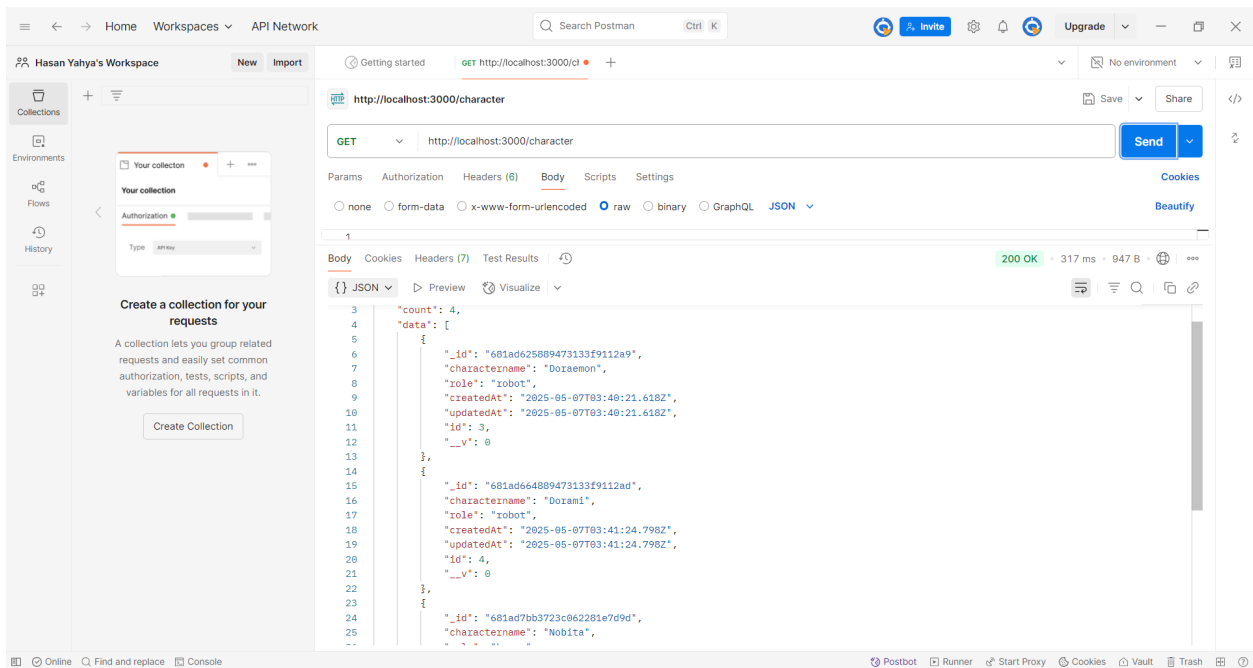 Home Workspaces API Network Search Postman Ctrl K Invite Upgrade
Hasan Yahya's Workspace New Import Getting started GET http://localhost:3000/cl No environment
Collections
Environments
Flows
History
Your collecton
Your collection
Authorization
Type API Key
Create a collection for your
requests
A collection lets you group related
requests and easily set common
authorization, tests, scripts, and
variables for all requests in it.
Create Collection
HTTP http://localhost:3000/character Save Share
GET http://localhost:3000/character Send
Params Authorization Headers (6) Body Scripts Settings Cookies
none form-data x-www-form-urlencoded raw binary GraphQL JSON Beautify
1
Body Cookies Headers (7) Test Results 200 OK 317 ms 947 B
{} JSON Preview Visualize
3 "count": 4,
4 "data": [
5 {
6 "_id": "681ad625889473133f9112a9",
7 "charactername": "Doraemon",
8 "role": "robot",
9 "createdAt": "2025-05-07T03:40:21.618Z",
10 "updatedAt": "2025-05-07T03:40:21.618Z",
11 "id": 3,
12 "__v": 0
13 },
14 {
15 "_id": "681ad664889473133f9112ad",
16 "charactername": "Dorami",
17 "role": "robot",
18 "createdAt": "2025-05-07T03:41:24.798Z",
19 "updatedAt": "2025-05-07T03:41:24.798Z",
20 "id": 4,
21 "__v": 0
22 },
23 {
24 "_id": "681ad7bb3723c062281e7d9d",
25 "charactername": "Nobita",
Online Find and replace Console Postbot Runner Start Proxy Cookies Vault Trash